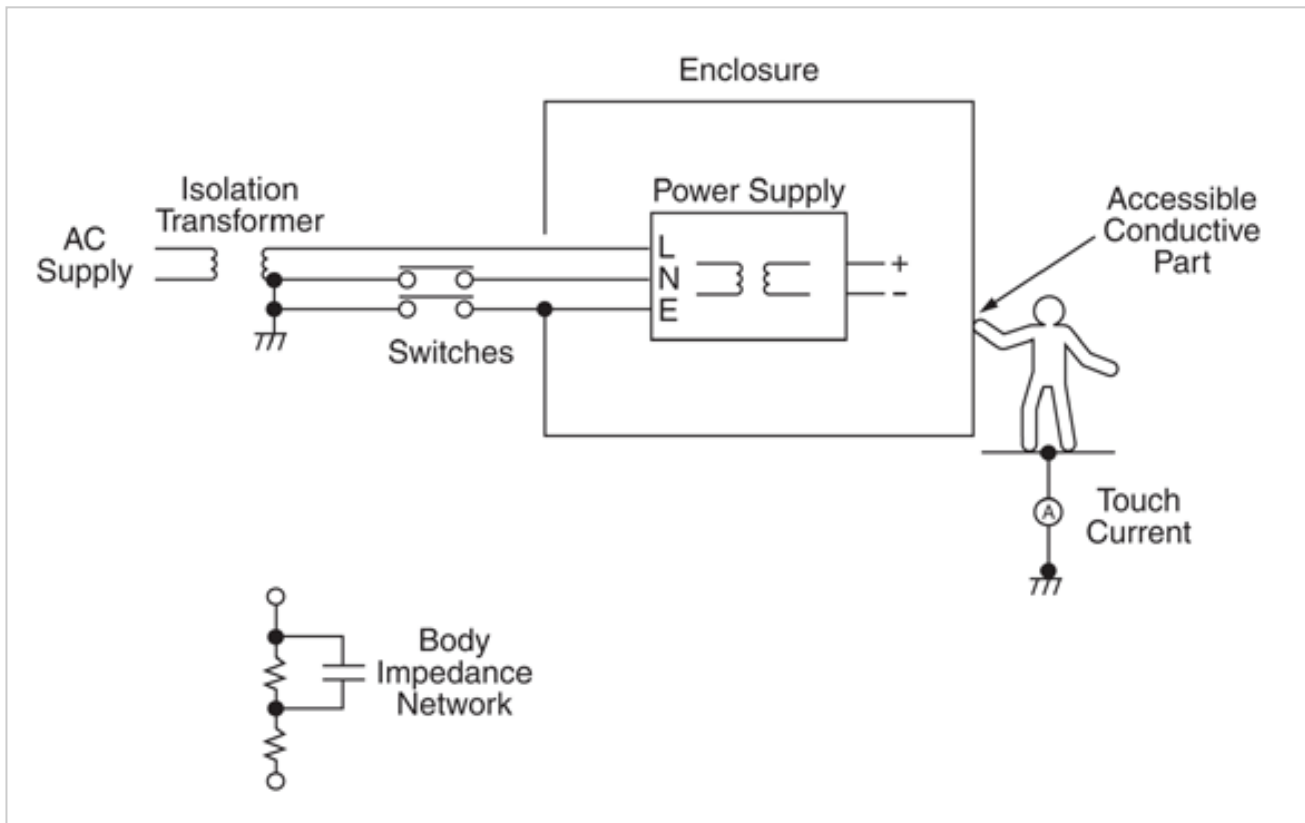 Enclosure
Isolation
Transformer
AC
Supply
Power Supply
L
N
E
+
-
Switches
Accessible
Conductive
Part
A
Touch
Current
Body
Impedance
Network